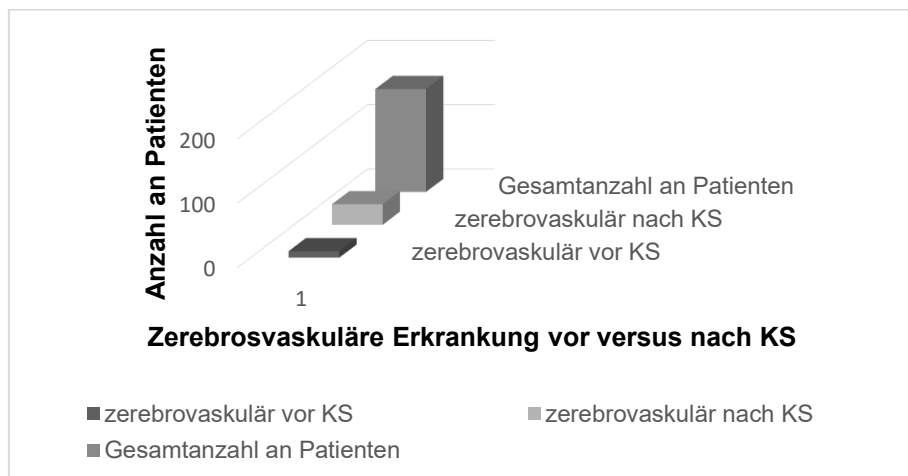 Anzahl an Patienten
200
100
0
Gesamtanzahl an Patienten
zerebrovaskulär nach KS
zerebrovaskulär vor KS
1
Zerebrosvaskuläre Erkrankung vor versus nach KS
zerebrovaskulär vor KS
zerebrovaskulär nach KS
Gesamtanzahl an Patienten